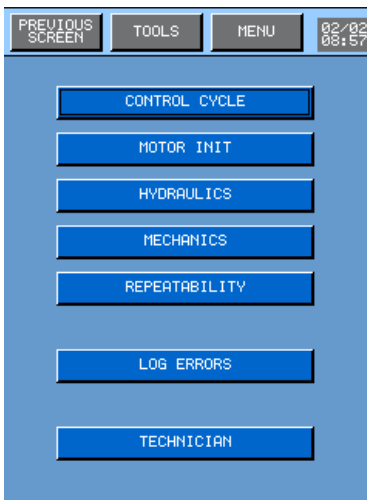 PREVIOUS
SCREEN
TOOLS
MENU
02/02
08:57
CONTROL CYCLE
MOTOR INIT
HYDRAULICS
MECHANICS
REPEATABILITY
LOG ERRORS
TECHNICIAN